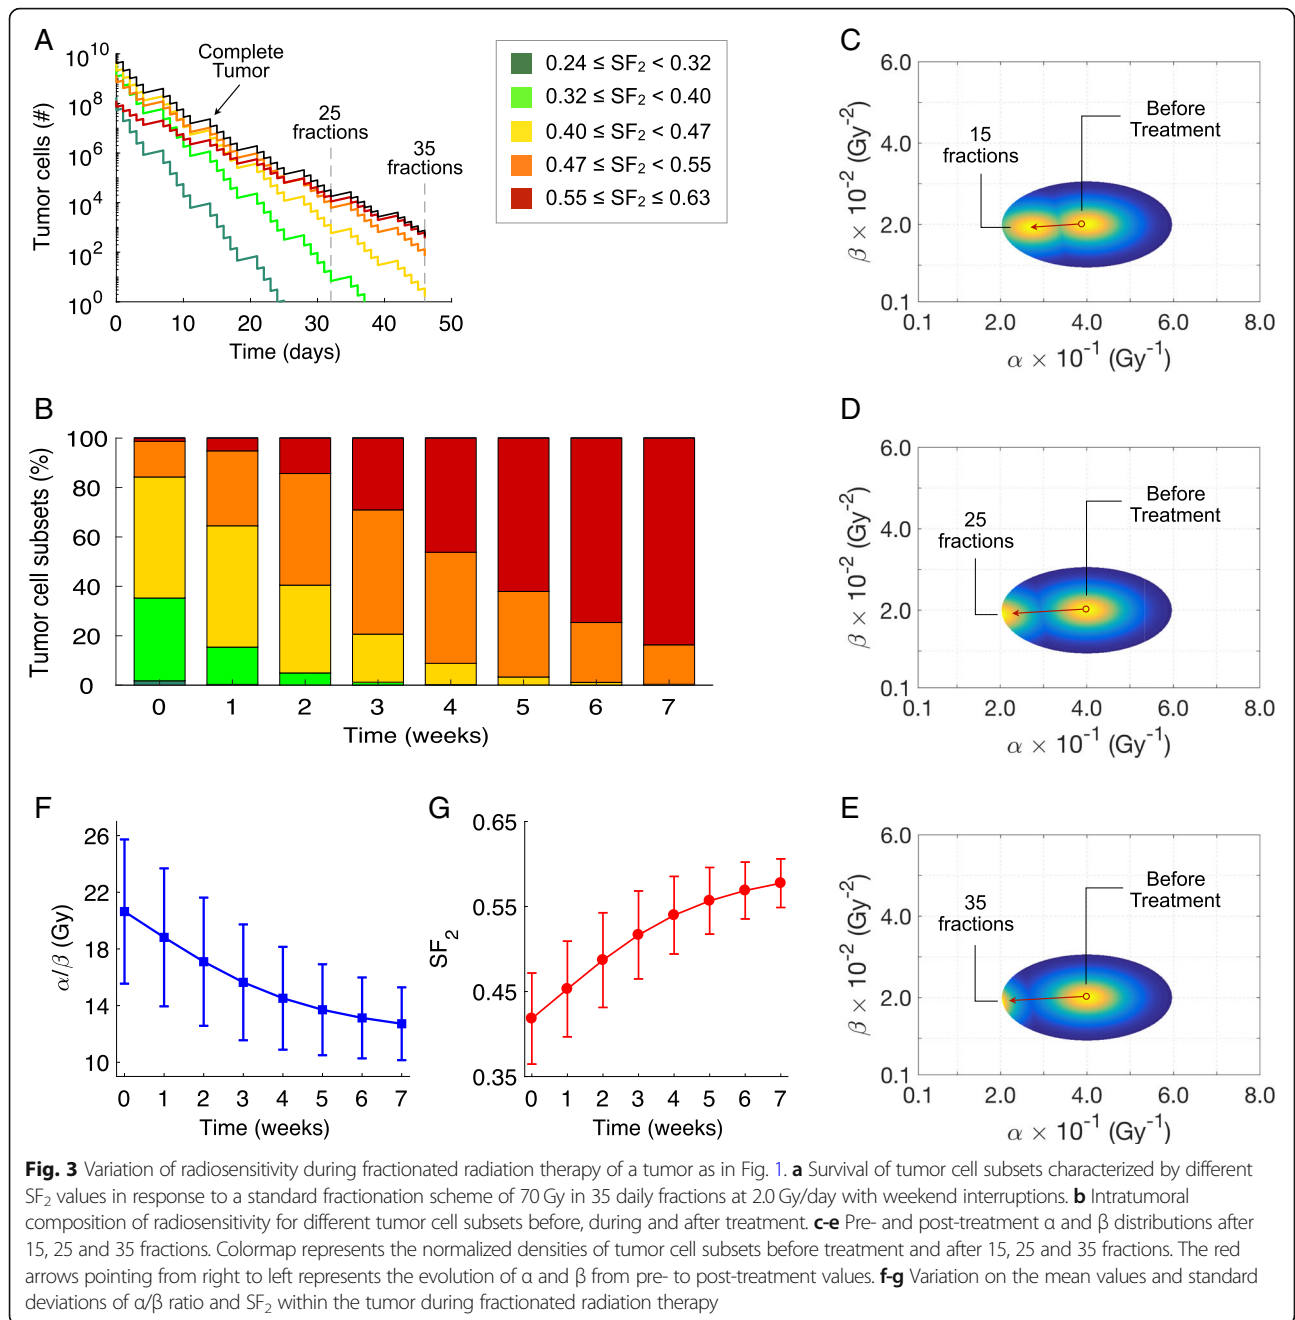 A
10^10
10^8
10^6
10^4
10^2
10^0
Tumor cells (#)
Complete
Tumor
25
fractions
35
fractions
0 10 20 30 40 50
Time (days)
0.24 ≤ SF2 < 0.32
0.32 ≤ SF2 < 0.40
0.40 ≤ SF2 < 0.47
0.47 ≤ SF2 < 0.55
0.55 ≤ SF2 ≤ 0.63
B
100
80
60
40
20
0
Tumor cell subsets (%)
0 1 2 3 4 5 6 7
Time (weeks)
C
6.0
4.0
2.0
0.1
β × 10^-2 (Gy^-2)
15
fractions
Before
Treatment
0.1 2.0 4.0 6.0 8.0
α × 10^-1 (Gy^-1)
D
6.0
4.0
2.0
0.1
β × 10^-2 (Gy^-2)
25
fractions
Before
Treatment
0.1 2.0 4.0 6.0 8.0
α × 10^-1 (Gy^-1)
F
26
22
18
14
10
α/β (Gy)
0 1 2 3 4 5 6 7
Time (weeks)
G
0.65
0.55
0.45
0.35
SF2
0 1 2 3 4 5 6 7
Time (weeks)
E
6.0
4.0
2.0
0.1
β × 10^-2 (Gy^-2)
35
fractions
Before
Treatment
0.1 2.0 4.0 6.0 8.0
α × 10^-1 (Gy^-1)
Fig. 3 Variation of radiosensitivity during fractionated radiation therapy of a tumor as in Fig. 1. a Survival of tumor cell subsets characterized by different
SF2 values in response to a standard fractionation scheme of 70 Gy in 35 daily fractions at 2.0 Gy/day with weekend interruptions. b Intratumoral
composition of radiosensitivity for different tumor cell subsets before, during and after treatment. c-e Pre- and post-treatment α and β distributions after
15, 25 and 35 fractions. Colormap represents the normalized densities of tumor cell subsets before treatment and after 15, 25 and 35 fractions. The red
arrows pointing from right to left represents the evolution of α and β from pre- to post-treatment values. f-g Variation on the mean values and standard
deviations of α/β ratio and SF2 within the tumor during fractionated radiation therapy